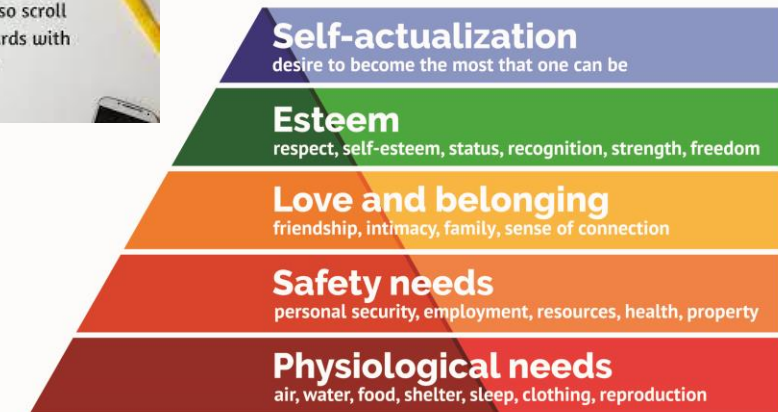 so scroll
rds with
Self-actualization
desire to become the most that one can be
Esteem
respect, self-esteem, status, recognition, strength, freedom
Love and belonging
friendship, intimacy, family, sense of connection
Safety needs
personal security, employment, resources, health, property
Physiological needs
air, water, food, shelter, sleep, clothing, reproduction